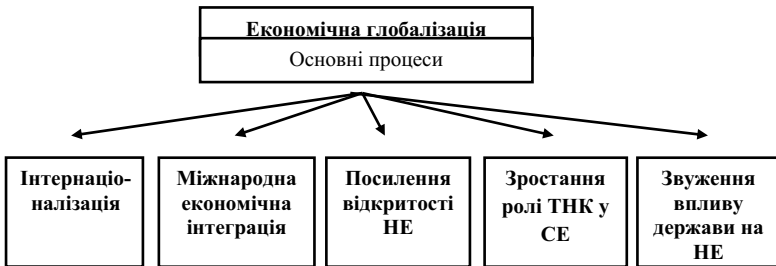 Економічна глобалізація
Основні процеси
Інтернаціо-
налізація
Міжнародна
економічна
інтеграція
Посилення
відкритості
НЕ
Зростання
ролі ТНК у
СЕ
Звуження
впливу
держави на
НЕ